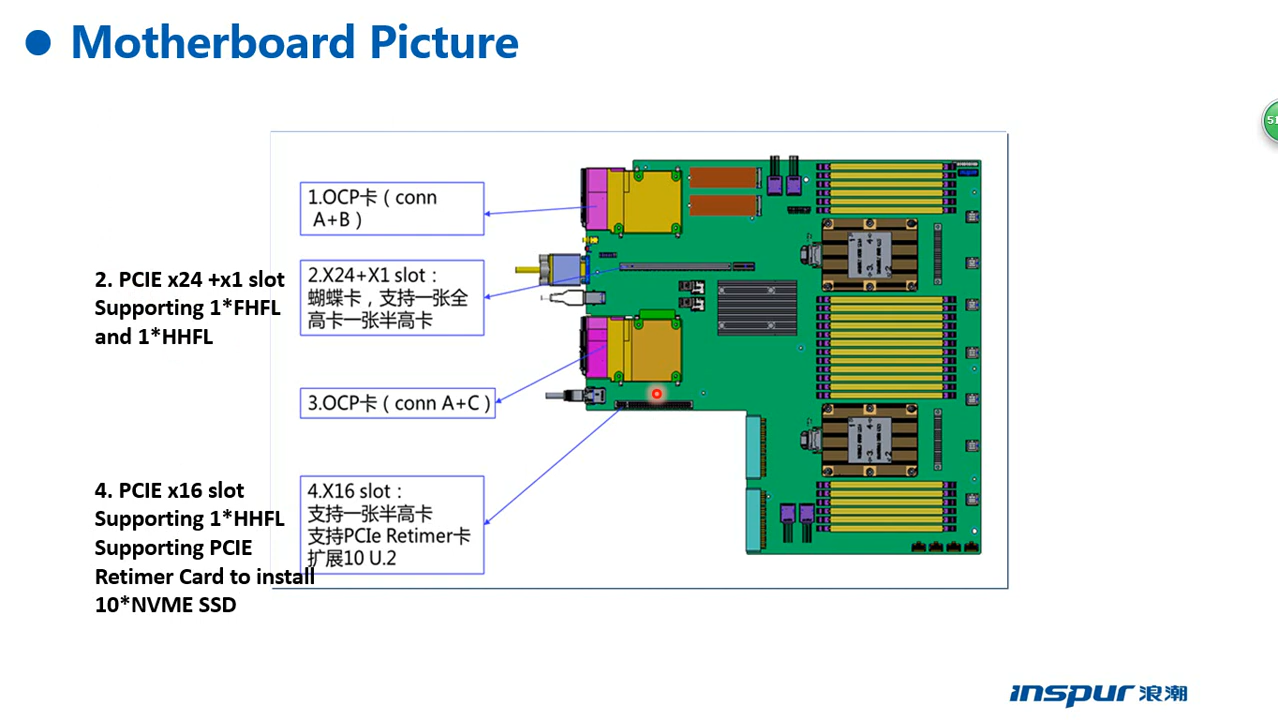 Motherboard Picture
51
1.OCP卡（conn
A+B）
2. PCIE x24 +x1 slot
Supporting 1*FHFL
and 1*HHFL
2.X24+X1 slot：
蝴蝶卡，支持一张全
高卡一张半高卡
3.OCP卡（conn A+C）
4. PCIE x16 slot
Supporting 1*HHFL
Supporting PCIE
Retimer Card to install
10*NVME SSD
4.X16 slot：
支持一张半高卡
支持PCIe Retimer卡
扩展10 U.2
inspur 浪潮